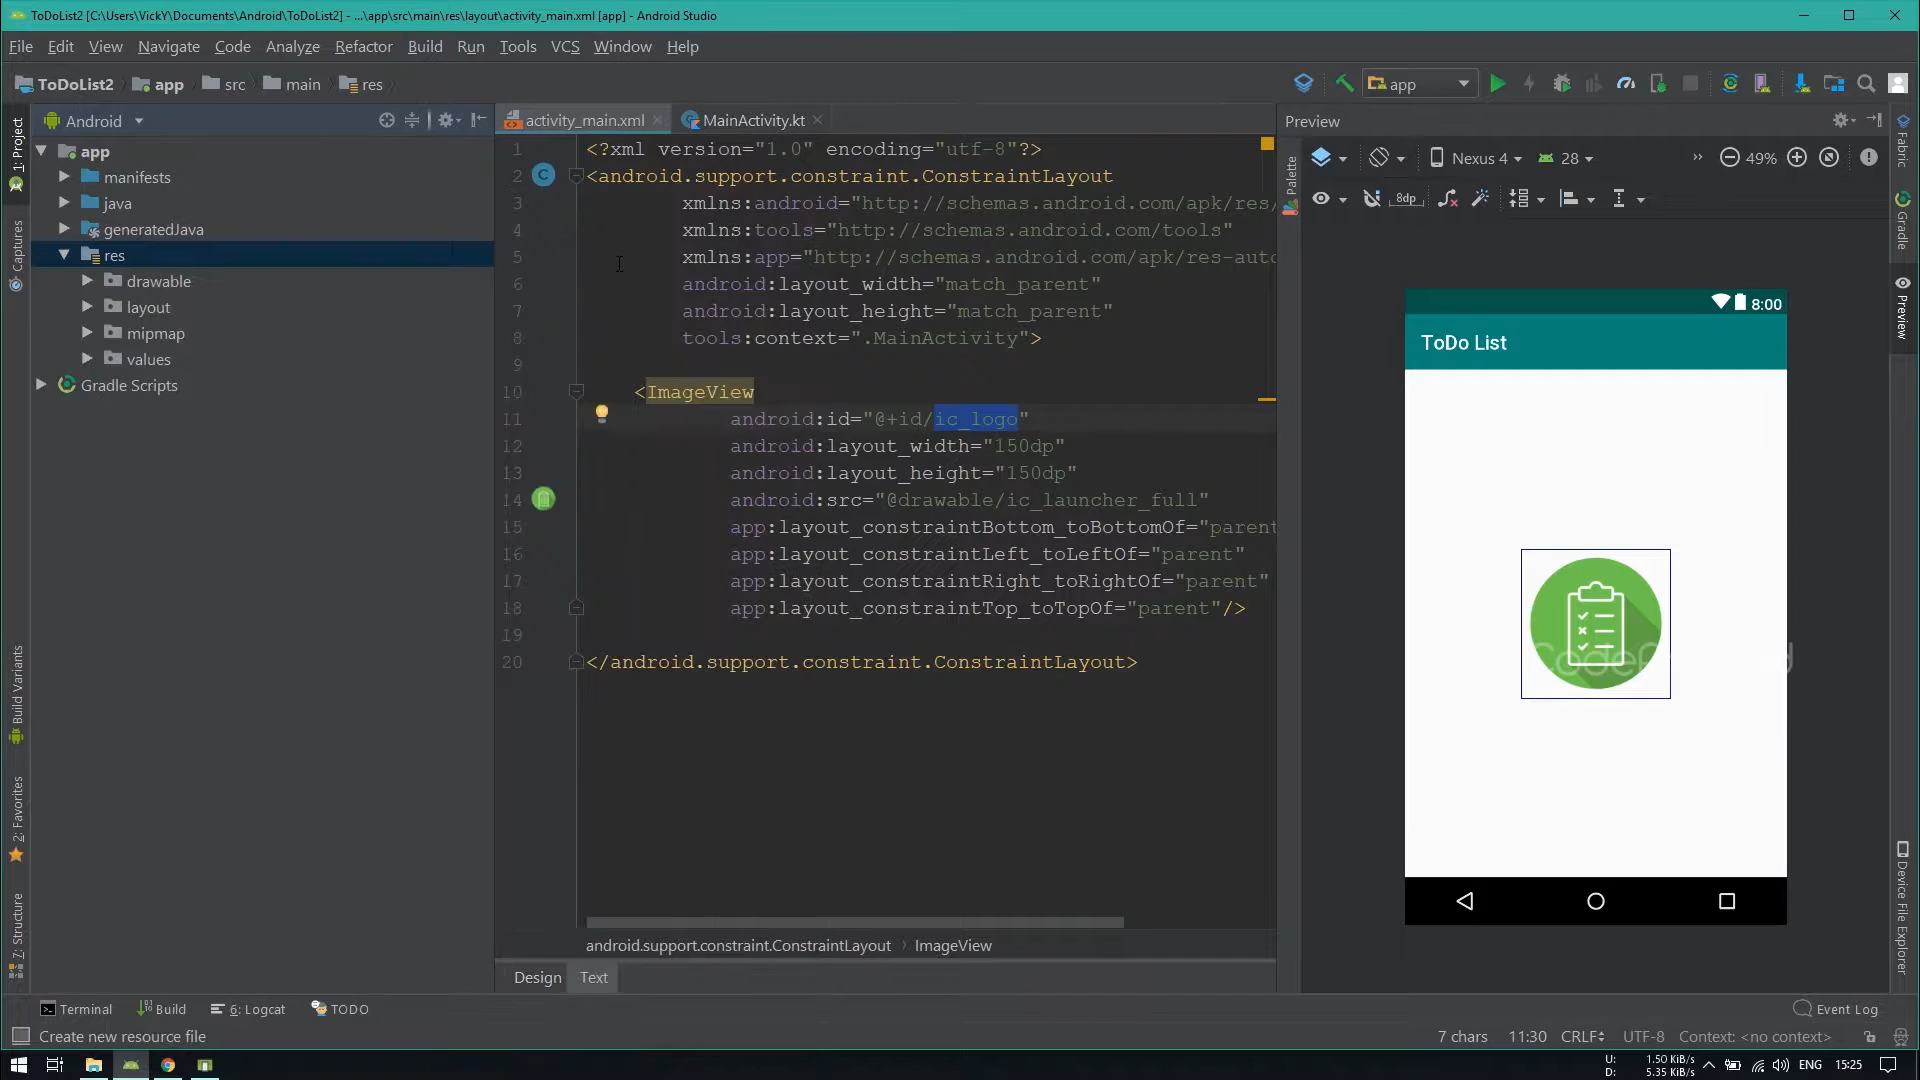 ToDoList2 [C:\Users\VickY\Documents\Android\ToDoList2] - ...\app\src\main\res\layout\activity_main.xml [app] - Android Studio
File Edit View Navigate Code Analyze Refactor Build Run Tools VCS Window Help
ToDoList2 app src main res
app
1: Project
Captures
Build Variants
2: Favorites
Z: Structure
Android
app
manifests
java
generatedJava
res
drawable
layout
mipmap
values
Gradle Scripts
activity_main.xml MainActivity.kt
1 <?xml version="1.0" encoding="utf-8"?>
2 C <android.support.constraint.ConstraintLayout
3 xmlns:android="http://schemas.android.com/apk/res/
4 xmlns:tools="http://schemas.android.com/tools"
5 xmlns:app="http://schemas.android.com/apk/res-auto
6 android:layout_width="match_parent"
7 android:layout_height="match_parent"
8 tools:context=".MainActivity">
9
10 <ImageView
11 android:id="@+id/ic_logo"
12 android:layout_width="150dp"
13 android:layout_height="150dp"
14 android:src="@drawable/ic_launcher_full"
15 app:layout_constraintBottom_toBottomOf="parent
16 app:layout_constraintLeft_toLeftOf="parent"
17 app:layout_constraintRight_toRightOf="parent"
18 app:layout_constraintTop_toTopOf="parent"/>
19
20 </android.support.constraint.ConstraintLayout>
android.support.constraint.ConstraintLayout › ImageView
Design Text
Preview
Palette
Nexus 4 28 » 49%
8dp
8:00
ToDo List
Fabric
Gradle
Preview
Device File Explorer
Terminal Build 6: Logcat TODO Event Log
Create new resource file 7 chars 11:30 CRLF UTF-8 Context: <no context>
U: 1.50 KiB/s
D: 5.35 KiB/s
ENG 15:25